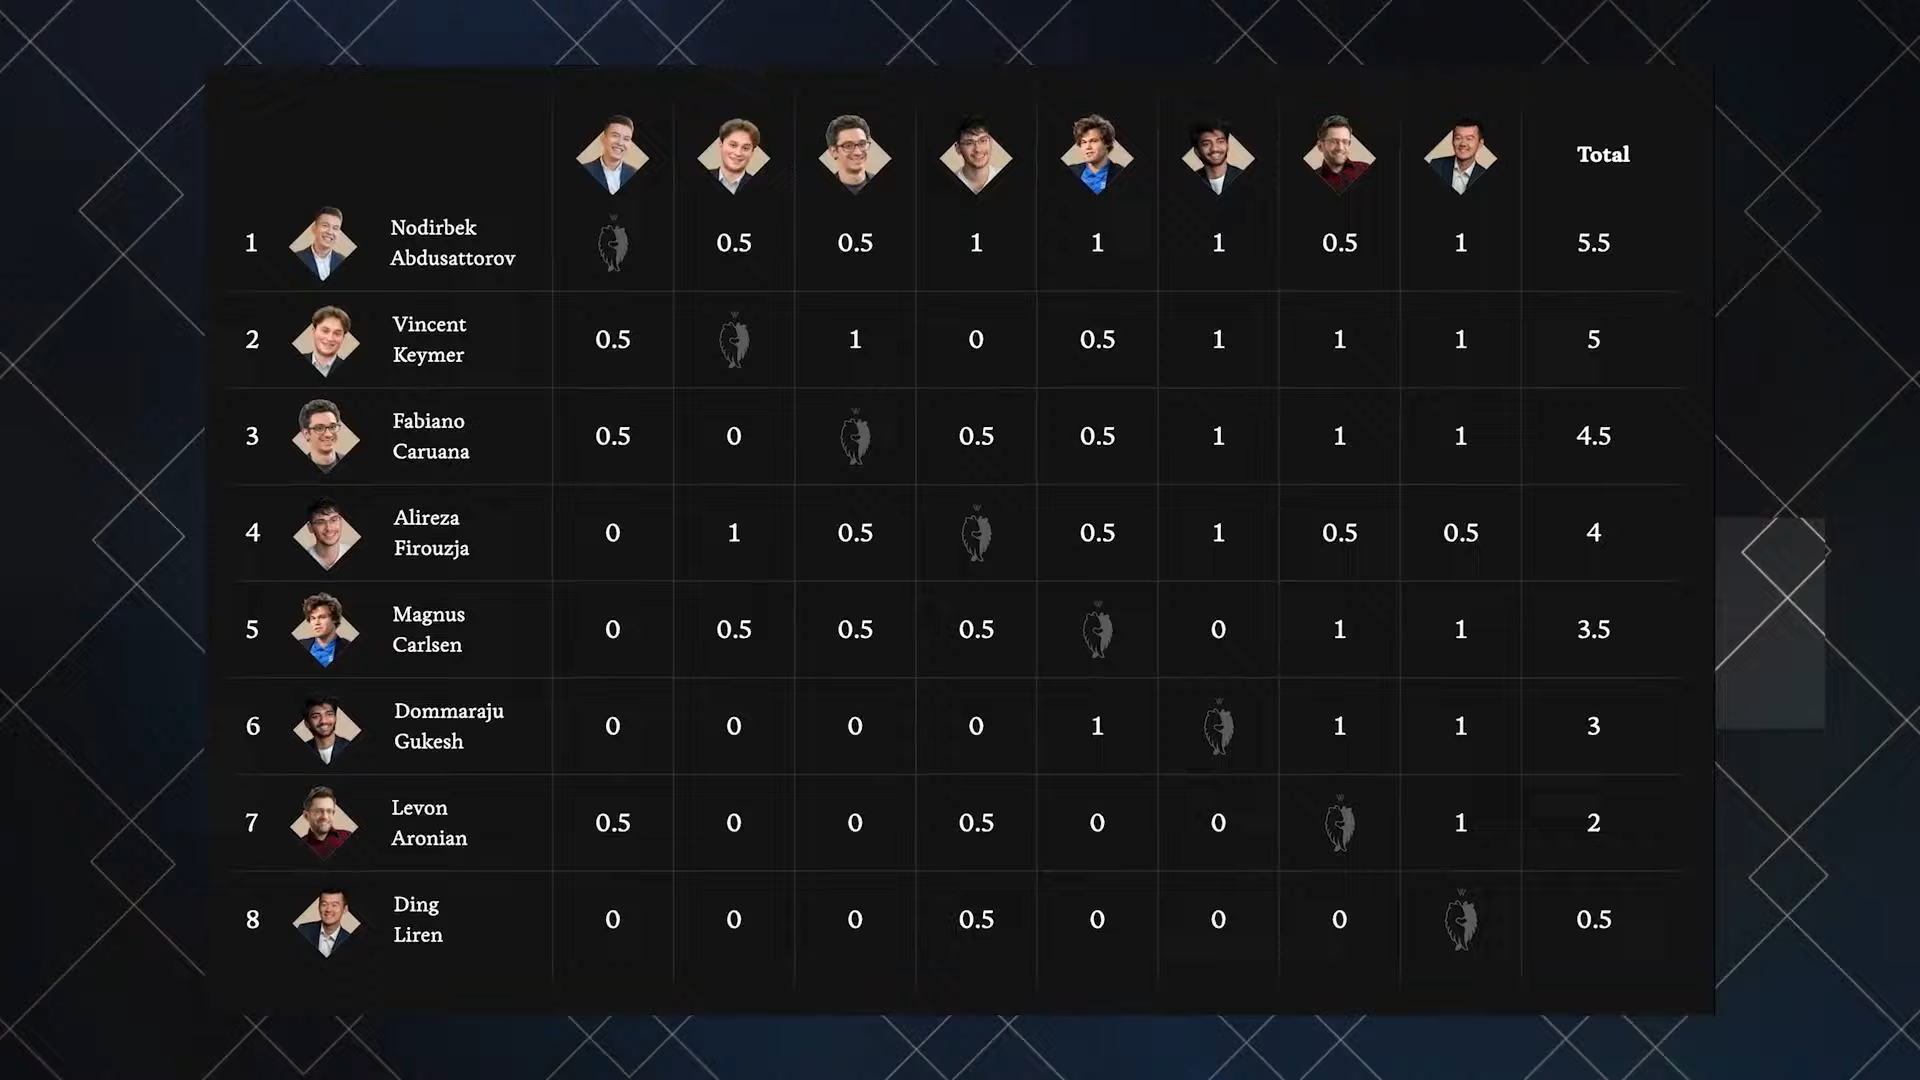 Total
1 Nodirbek Abdusattorov 0.5 0.5 1 1 1 0.5 1 5.5
2 Vincent Keymer 0.5 1 0 0.5 1 1 1 5
3 Fabiano Caruana 0.5 0 0.5 0.5 1 1 1 4.5
4 Alireza Firouzja 0 1 0.5 0.5 1 0.5 0.5 4
5 Magnus Carlsen 0 0.5 0.5 0.5 0 1 1 3.5
6 Dommaraju Gukesh 0 0 0 0 1 1 1 3
7 Levon Aronian 0.5 0 0 0.5 0 0 1 2
8 Ding Liren 0 0 0 0.5 0 0 0 0.5